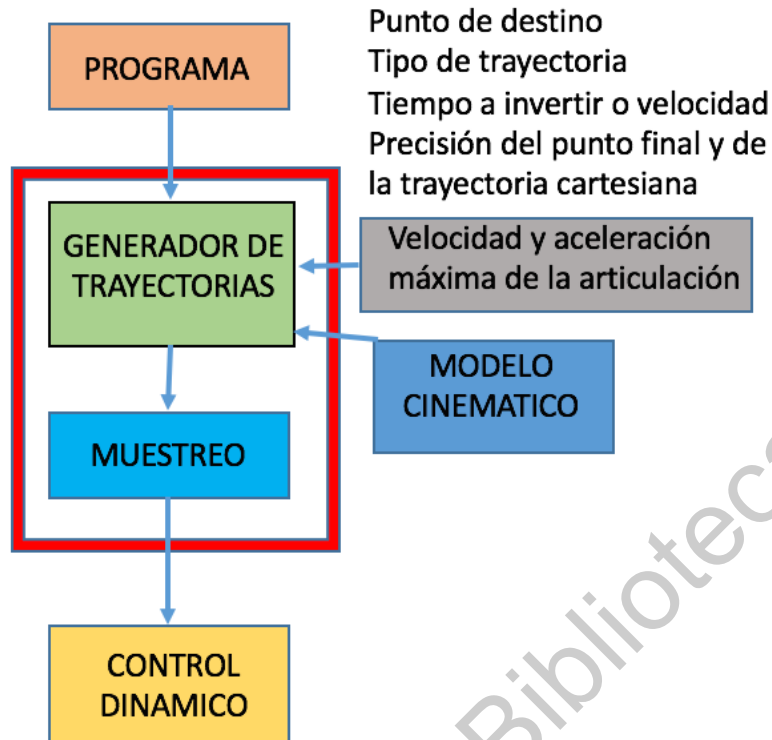 PROGRAMA
Punto de destino
Tipo de trayectoria
Tiempo a invertir o velocidad
Precisión del punto final y de
la trayectoria cartesiana
GENERADOR DE
TRAYECTORIAS
Velocidad y aceleración
máxima de la articulación
MODELO
CINEMATICO
MUESTREO
CONTROL
DINAMICO
Biblioteca